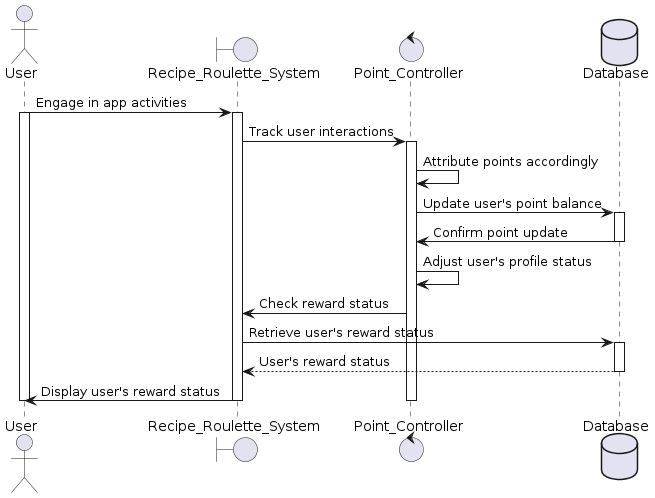 User
Recipe_Roulette_System
Point_Controller
Database
Engage in app activities
Track user interactions
Attribute points accordingly
Update user's point balance
Confirm point update
Adjust user's profile status
Check reward status
Retrieve user's reward status
User's reward status
Display user's reward status
User
Recipe_Roulette_System
Point_Controller
Database